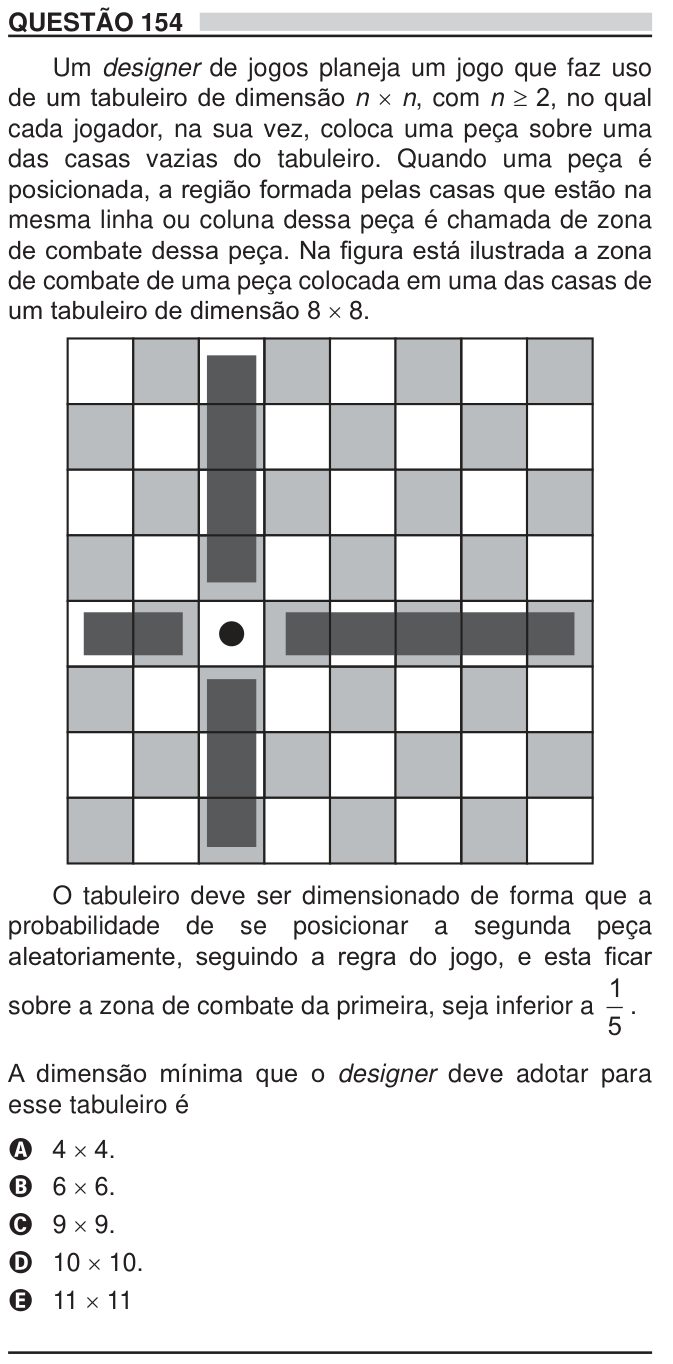 QUESTÃO 154
Um designer de jogos planeja um jogo que faz uso
de um tabuleiro de dimensão n × n, com n ≥ 2, no qual
cada jogador, na sua vez, coloca uma peça sobre uma
das casas vazias do tabuleiro. Quando uma peça é
posicionada, a região formada pelas casas que estão na
mesma linha ou coluna dessa peça é chamada de zona
de combate dessa peça. Na figura está ilustrada a zona
de combate de uma peça colocada em uma das casas de
um tabuleiro de dimensão 8 × 8.
O tabuleiro deve ser dimensionado de forma que a
probabilidade de se posicionar a segunda peça
aleatoriamente, seguindo a regra do jogo, e esta ficar
sobre a zona de combate da primeira, seja inferior a 1/5.
A dimensão mínima que o designer deve adotar para
esse tabuleiro é
A 4 × 4.
B 6 × 6.
C 9 × 9.
D 10 × 10.
E 11 × 11